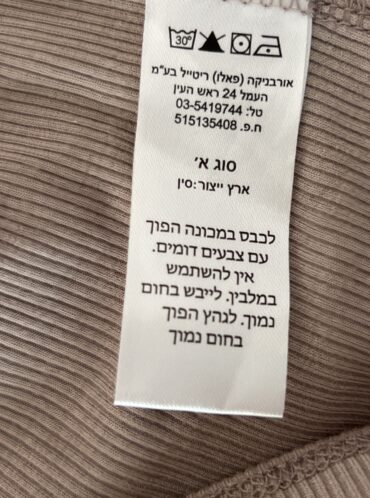 30°
אורבניקה (פאלו) ריטייל בע"מ
העמל 24 ראש העין
טל: 03-5419744
ח.פ. 515135408
סוג א׳
ארץ ייצור: סין
לכבס במכונה הפוך
עם צבעים דומים.
אין להשתמש
במלבין. לייבש בחום
נמוך. לגהץ הפוך
בחום נמוך